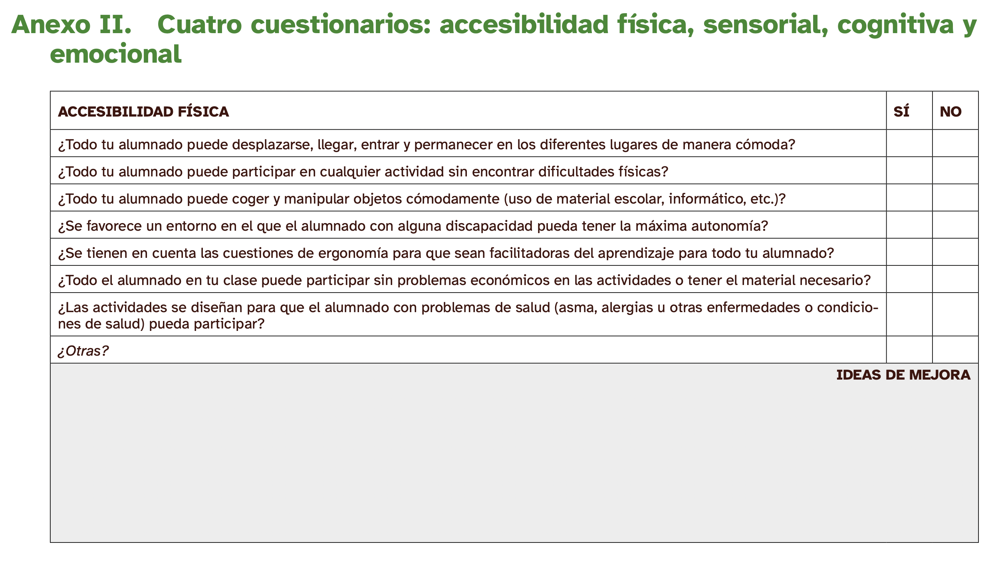 Anexo II. Cuatro cuestionarios: accesibilidad física, sensorial, cognitiva y
emocional
ACCESIBILIDAD FÍSICA SÍ NO
¿Todo tu alumnado puede desplazarse, llegar, entrar y permanecer en los diferentes lugares de manera cómoda?
¿Todo tu alumnado puede participar en cualquier actividad sin encontrar dificultades físicas?
¿Todo tu alumnado puede coger y manipular objetos cómodamente (uso de material escolar, informático, etc.)?
¿Se favorece un entorno en el que el alumnado con alguna discapacidad pueda tener la máxima autonomía?
¿Se tienen en cuenta las cuestiones de ergonomía para que sean facilitadoras del aprendizaje para todo tu alumnado?
¿Todo el alumnado en tu clase puede participar sin problemas económicos en las actividades o tener el material necesario?
¿Las actividades se diseñan para que el alumnado con problemas de salud (asma, alergias u otras enfermedades o condicio-
nes de salud) pueda participar?
¿Otras?
IDEAS DE MEJORA